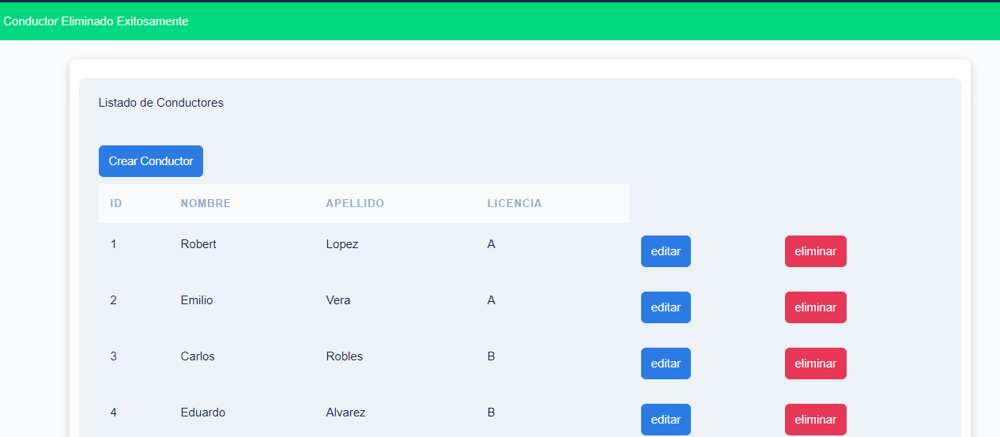 Conductor Eliminado Exitosamente
Listado de Conductores
Crear Conductor
ID NOMBRE APELLIDO LICENCIA
1 Robert Lopez A editar eliminar
2 Emilio Vera A editar eliminar
3 Carlos Robles B editar eliminar
4 Eduardo Alvarez B editar eliminar